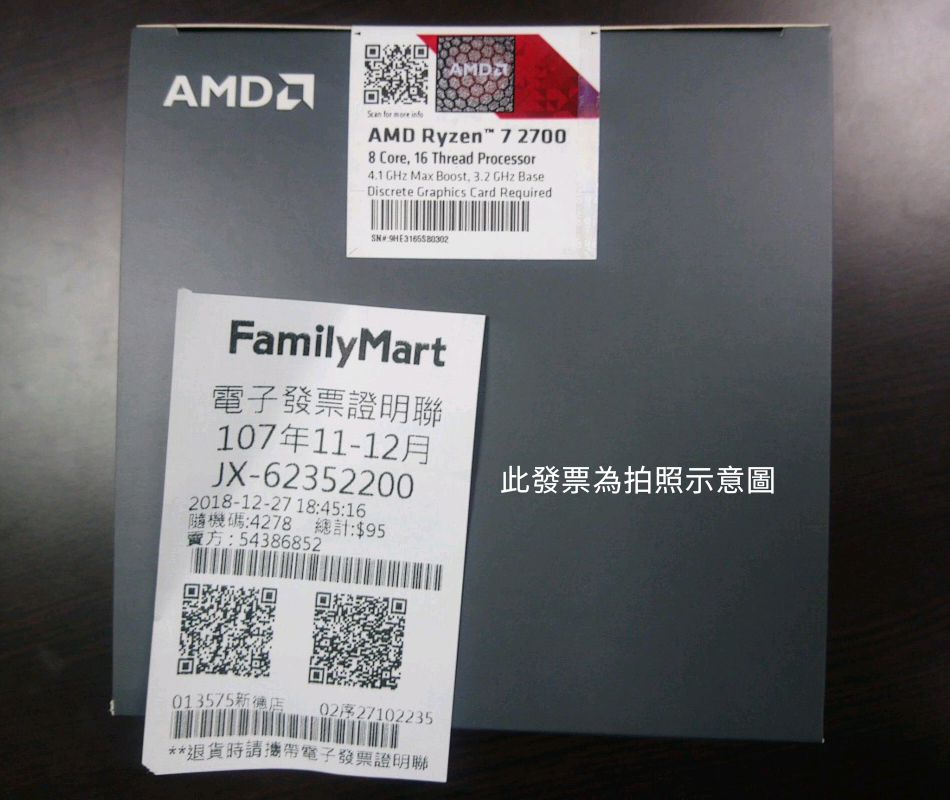 AMD
AMD
Scan for more info
AMD Ryzen™ 7 2700
8 Core, 16 Thread Processor
4.1 GHz Max Boost, 3.2 GHz Base
Discrete Graphics Card Required
SN#:9HE3165S80302
FamilyMart
電子發票證明聯
107年11-12月
JX-62352200
2018-12-27 18:45:16
隨機碼:4278 總計:$95
賣方:54386852
013575新德店 02序27102235
**退貨時請攜帶電子發票證明聯
此發票為拍照示意圖